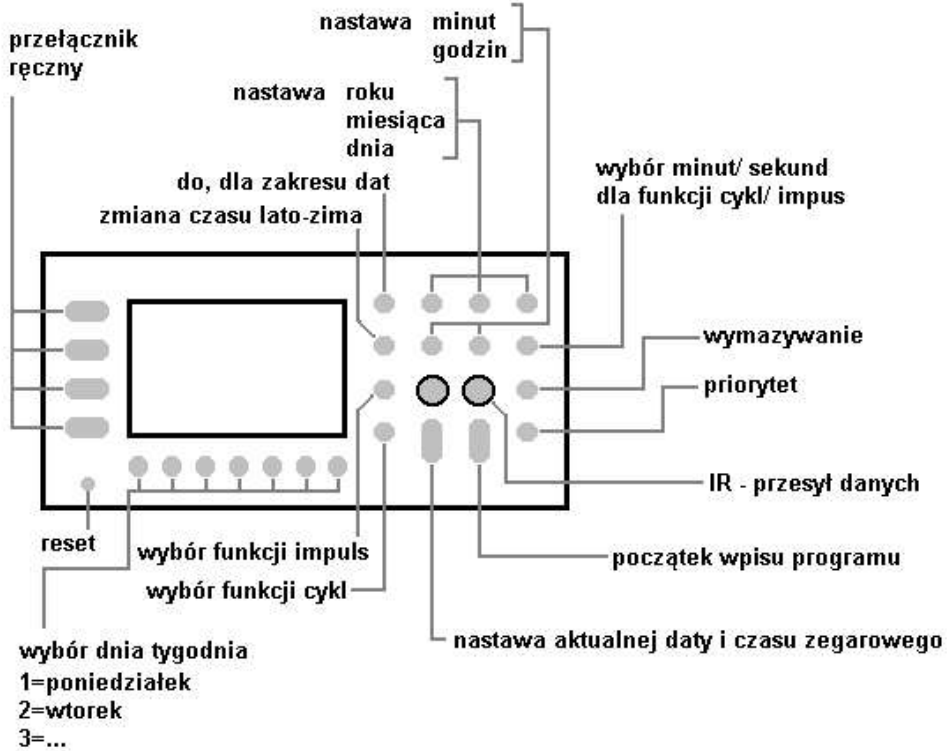 nastawa minut
godzin
przełącznik
ręczny
nastawa roku
miesiąca
dnia
wybór minut/ sekund
dla funkcji cykl/ impus
do, dla zakresu dat
zmiana czasu lato-zima
wymazywanie
priorytet
IR - przesył danych
reset
wybór funkcji impuls
początek wpisu programu
wybór funkcji cykl
nastawa aktualnej daty i czasu zegarowego
wybór dnia tygodnia
1=poniedziałek
2=wtorek
3=...